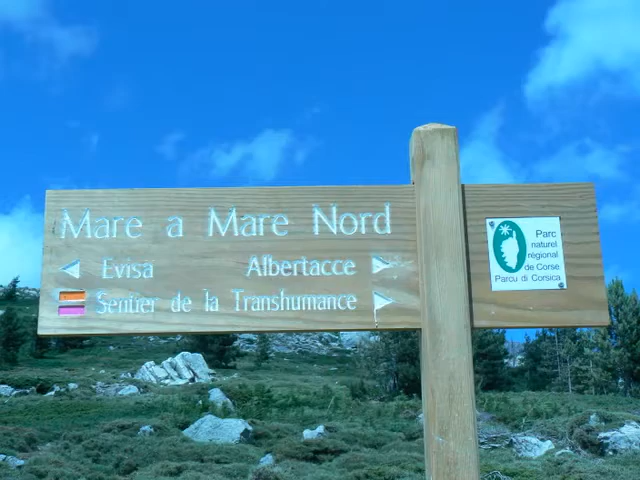 Mare a Mare Nord
Evisa Albertacce
Sentier de la Transhumance
Parc
naturel
régional
de Corse
Parcu di Corsica